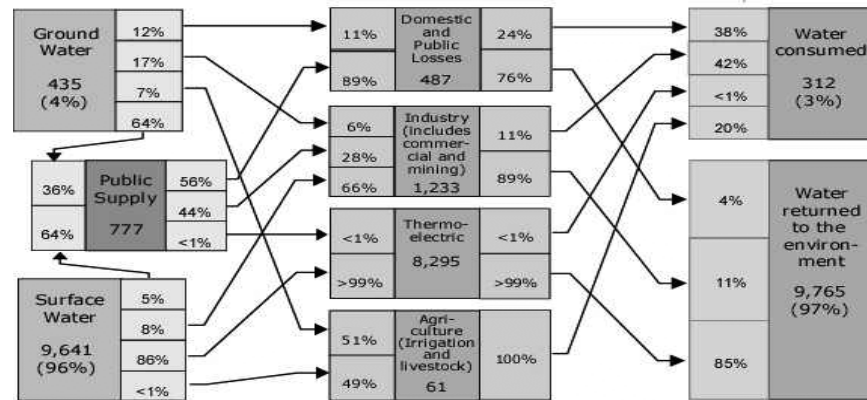 Ground
Water
435
(4%)
12%
17%
7%
64%
36%
64%
Public
Supply
777
56%
44%
<1%
Surface
Water
9,641
(96%)
5%
8%
86%
<1%
11%
89%
Domestic
and
Public
Losses
487
24%
76%
6%
28%
66%
Industry
(includes
commer-
cial and
mining)
1,233
11%
89%
<1%
>99%
Thermo-
electric
8,295
<1%
>99%
51%
49%
Agri-
culture
(Irrigation
and
livestock)
61
100%
38%
42%
<1%
20%
Water
consumed
312
(3%)
4%
11%
85%
Water
returned
to the
environ-
ment
9,765
(97%)